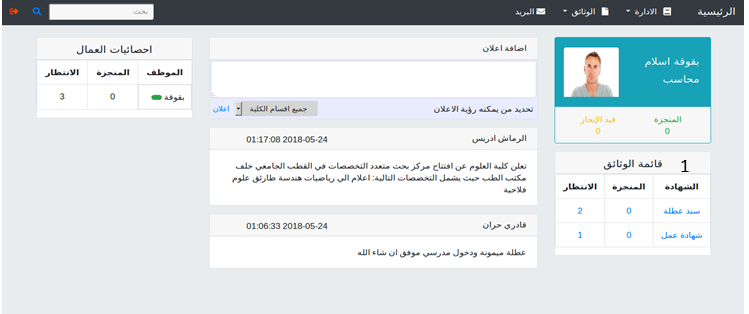 الرئيسية الادارة الوثائق البريد بحث
بقوقة اسلام
محاسب
المنجزة قيد الإنجاز
0 0
قائمة الوثائق 1
الشهادة المنجزة الانتظار
سند عطلة 0 2
شهادة عمل 0 1
اضافة اعلان
تحديد من يمكنه رؤية الاعلان جميع اقسام الكلية اعلان
الرماش ادريس 2018-05-24 01:17:08
تعلن كلية العلوم عن افتتاح مركز بحث متعدد التخصصات في القطب الجامعي خلف
مكتب الطب حيث يشمل التخصصات التالية: اعلام الي رياضيات هندسة طارئق علوم
فلاحية
قادري حران 2018-05-24 01:06:33
عطلة ميمونة ودخول مدرسي موفق ان شاء الله
احصائيات العمال
الموظف المنجزة الانتظار
بقوقة 0 3